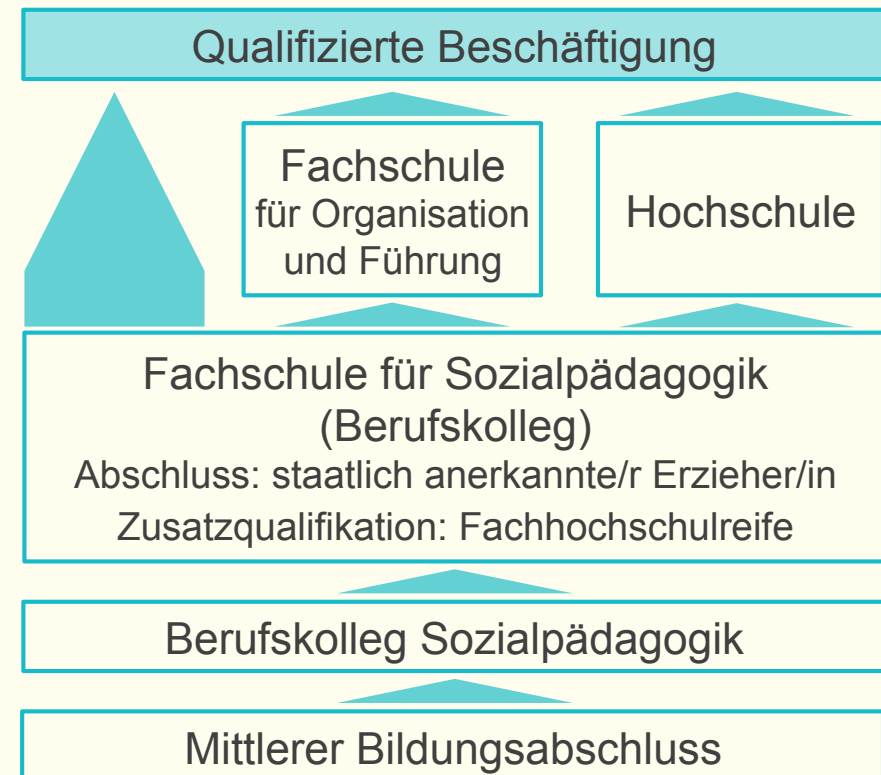 Qualifizierte Beschäftigung
Fachschule
für Organisation
und Führung
Hochschule
Fachschule für Sozialpädagogik
(Berufskolleg)
Abschluss: staatlich anerkannte/r Erzieher/in
Zusatzqualifikation: Fachhochschulreife
Berufskolleg Sozialpädagogik
Mittlerer Bildungsabschluss